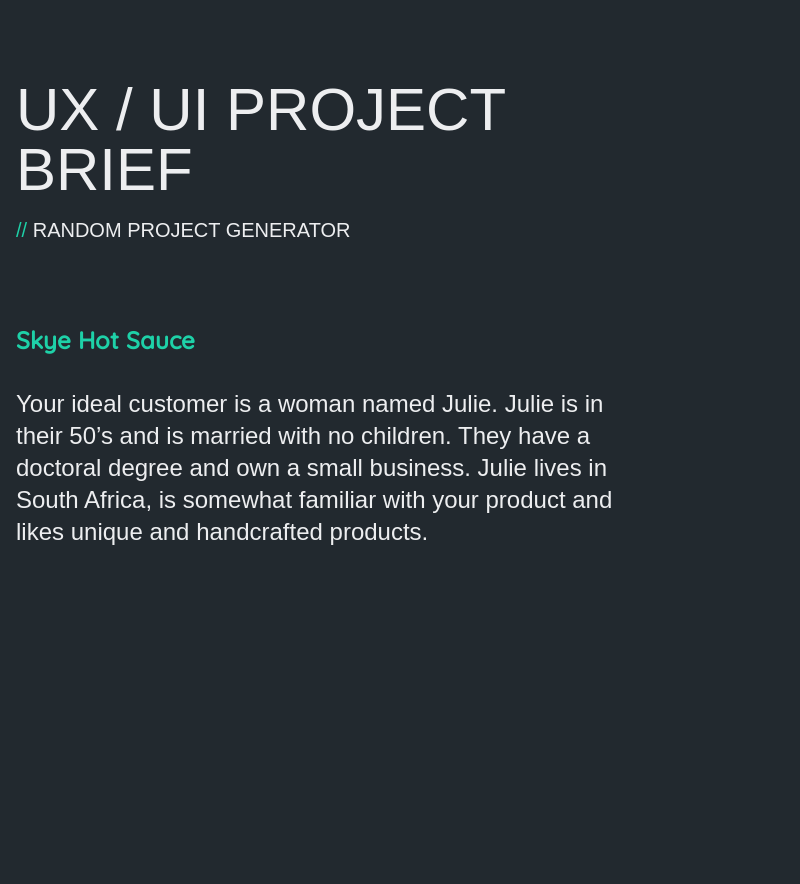 UX / UI PROJECT
BRIEF
// RANDOM PROJECT GENERATOR
Skye Hot Sauce
Your ideal customer is a woman named Julie. Julie is in
their 50’s and is married with no children. They have a
doctoral degree and own a small business. Julie lives in
South Africa, is somewhat familiar with your product and
likes unique and handcrafted products.